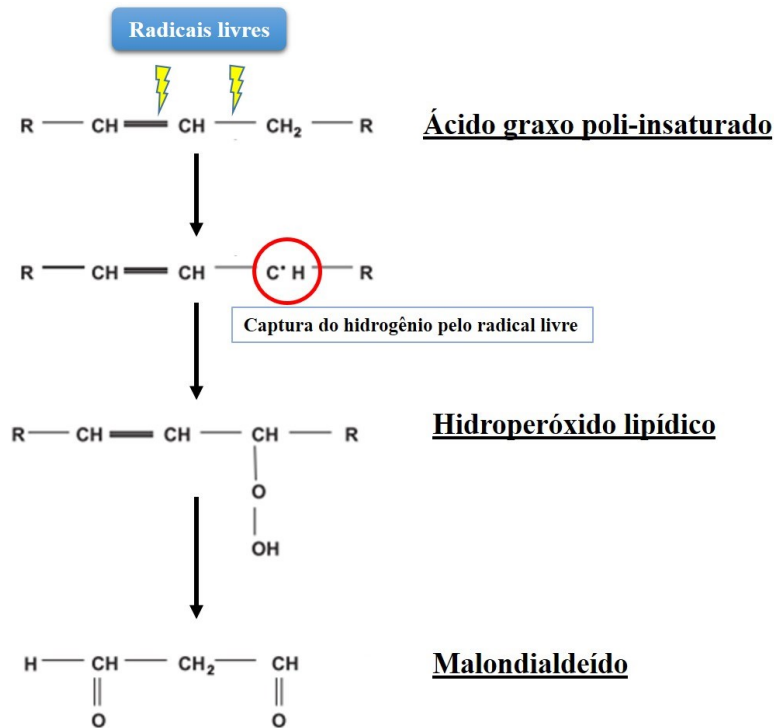 Radicais livres
R — CH = CH — CH₂ — R
Ácido graxo poli-insaturado
R — CH = CH — C• H — R
Captura do hidrogênio pelo radical livre
R — CH = CH — CH — R
Hidroperóxido lipídico
O
OH
H — CH — CH₂ — CH
Malondialdeído
O O